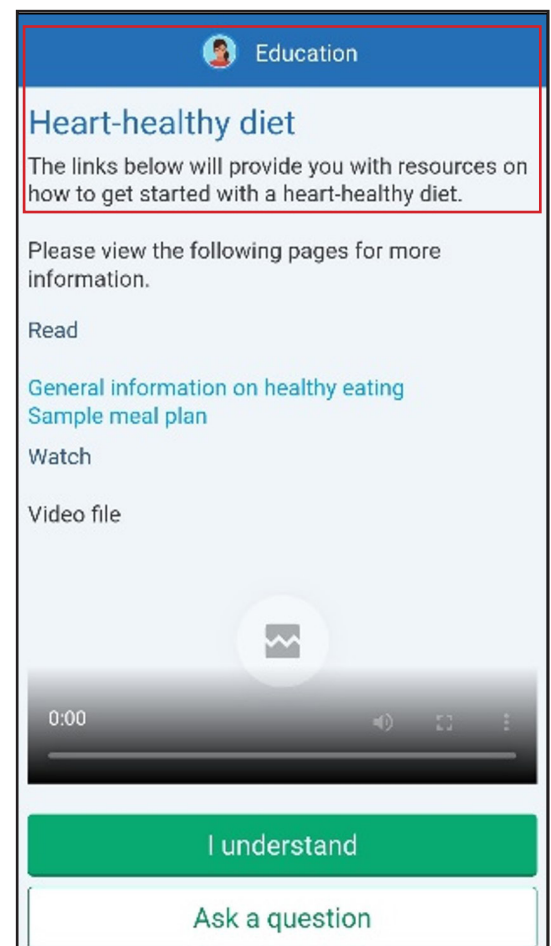 Education
Heart-healthy diet
The links below will provide you with resources on
how to get started with a heart-healthy diet.
Please view the following pages for more
information.
Read
General information on healthy eating
Sample meal plan
Watch
Video file
0:00
I understand
Ask a question